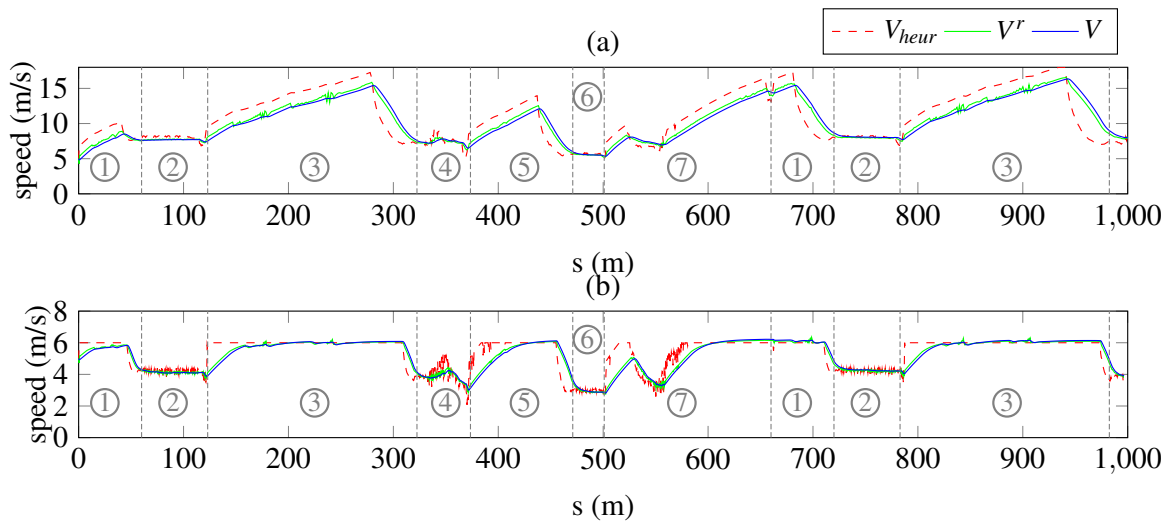 (a)
V_heur V^r V
speed (m/s)
15
10
5
0
① ② ③ ④ ⑤ ⑥ ⑦ ① ② ③
0 100 200 300 400 500 600 700 800 900 1,000
s (m)
(b)
speed (m/s)
8
6
4
2
0
① ② ③ ④ ⑤ ⑥ ⑦ ① ② ③
0 100 200 300 400 500 600 700 800 900 1,000
s (m)